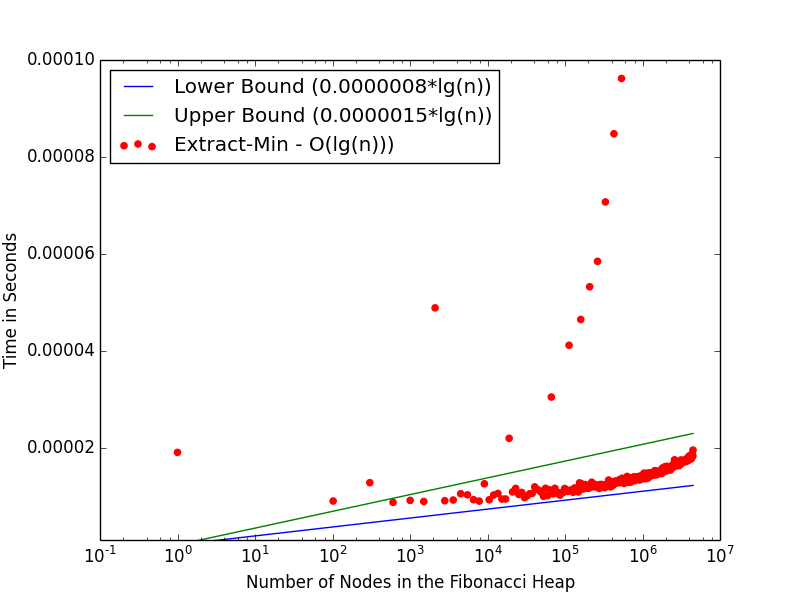 0.00010
0.00008
0.00006
0.00004
0.00002
Time in Seconds
Lower Bound (0.0000008*lg(n))
Upper Bound (0.0000015*lg(n))
Extract-Min - O(lg(n)))
10^-1 10^0 10^1 10^2 10^3 10^4 10^5 10^6 10^7
Number of Nodes in the Fibonacci Heap